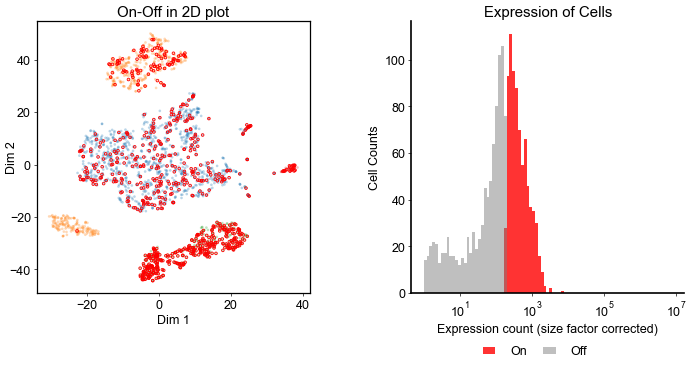 On-Off in 2D plot
Expression of Cells
40
20
0
−20
−40
Dim 2
−20
0
20
40
Dim 1
100
80
60
40
20
0
Cell Counts
10^1
10^3
10^5
10^7
Expression count (size factor corrected)
On
Off